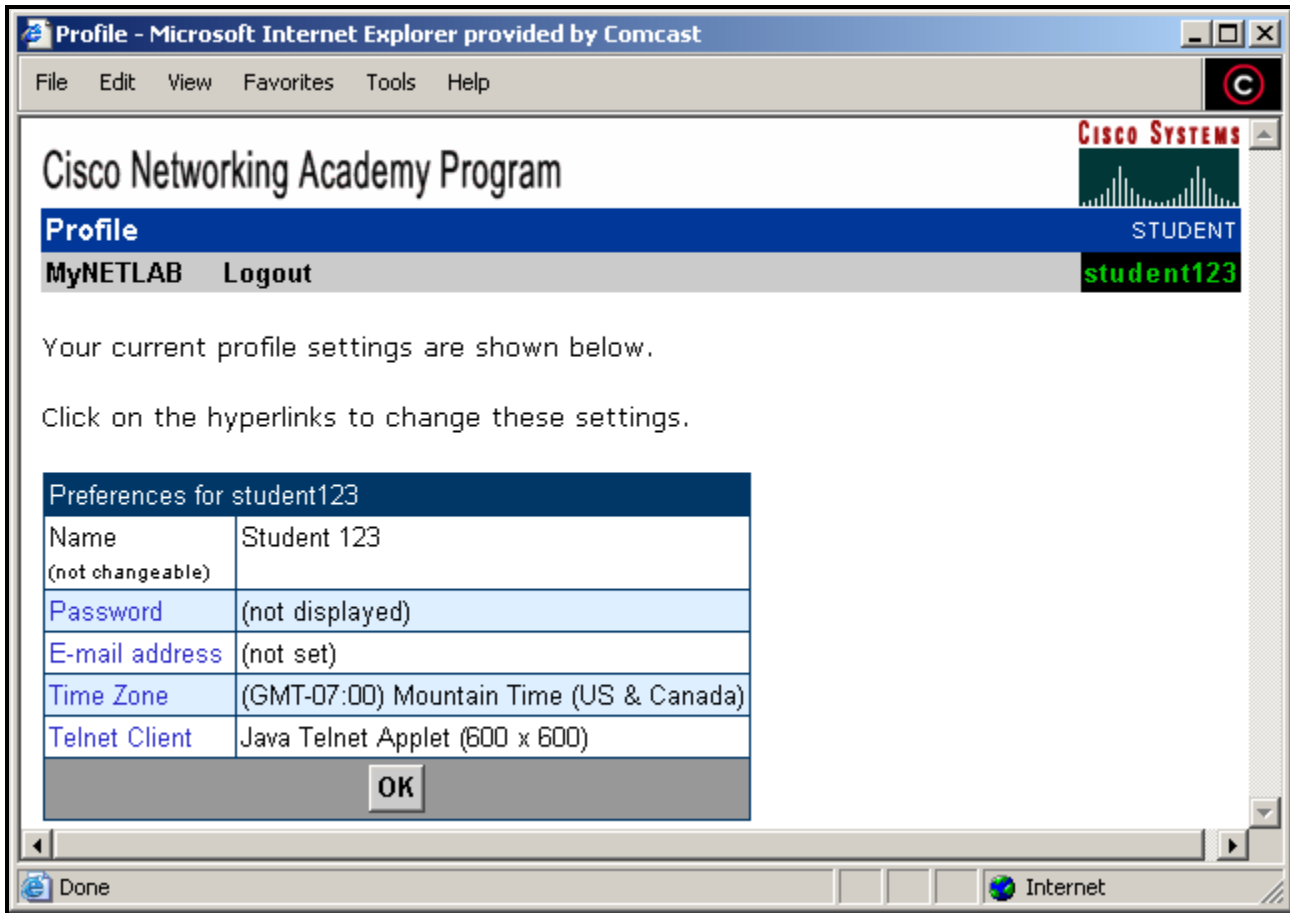 Profile - Microsoft Internet Explorer provided by Comcast
File Edit View Favorites Tools Help
C
Cisco Networking Academy Program
CISCO SYSTEMS
Profile STUDENT
MyNETLAB Logout student123
Your current profile settings are shown below.
Click on the hyperlinks to change these settings.
Preferences for student123
Name Student 123
(not changeable)
Password (not displayed)
E-mail address (not set)
Time Zone (GMT-07:00) Mountain Time (US & Canada)
Telnet Client Java Telnet Applet (600 x 600)
OK
Done Internet